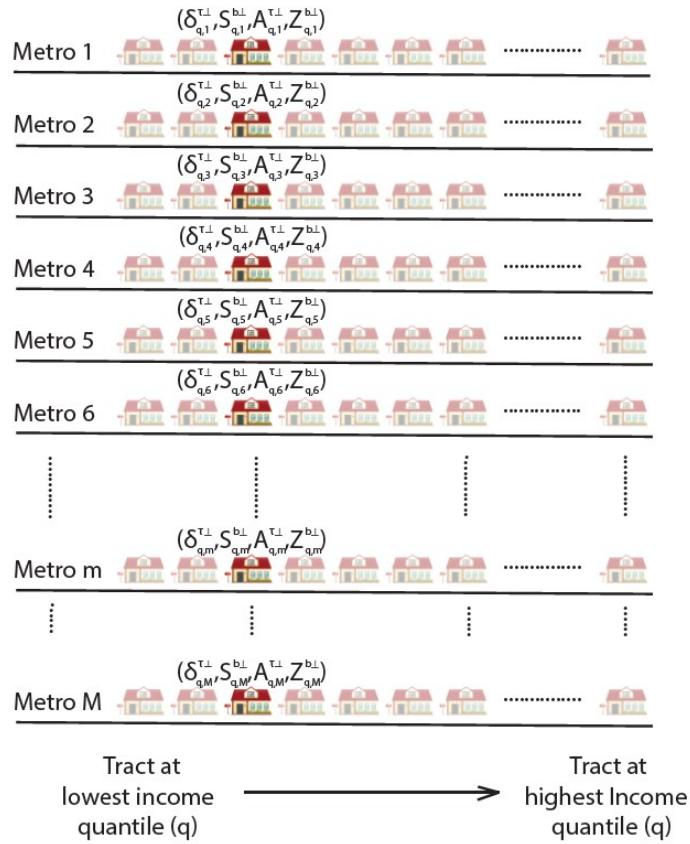 (δ^{τ⊥}_{q,1}, S^{b⊥}_{q,1}, A^{τ⊥}_{q,1}, Z^{b⊥}_{q,1})
Metro 1
(δ^{τ⊥}_{q,2}, S^{b⊥}_{q,2}, A^{τ⊥}_{q,2}, Z^{b⊥}_{q,2})
Metro 2
(δ^{τ⊥}_{q,3}, S^{b⊥}_{q,3}, A^{τ⊥}_{q,3}, Z^{b⊥}_{q,3})
Metro 3
(δ^{τ⊥}_{q,4}, S^{b⊥}_{q,4}, A^{τ⊥}_{q,4}, Z^{b⊥}_{q,4})
Metro 4
(δ^{τ⊥}_{q,5}, S^{b⊥}_{q,5}, A^{τ⊥}_{q,5}, Z^{b⊥}_{q,5})
Metro 5
(δ^{τ⊥}_{q,6}, S^{b⊥}_{q,6}, A^{τ⊥}_{q,6}, Z^{b⊥}_{q,6})
Metro 6
(δ^{τ⊥}_{q,m}, S^{b⊥}_{q,m}, A^{τ⊥}_{q,m}, Z^{b⊥}_{q,m})
Metro m
(δ^{τ⊥}_{q,M}, S^{b⊥}_{q,M}, A^{τ⊥}_{q,M}, Z^{b⊥}_{q,M})
Metro M
Tract at
lowest income
quantile (q)
Tract at
highest Income
quantile (q)